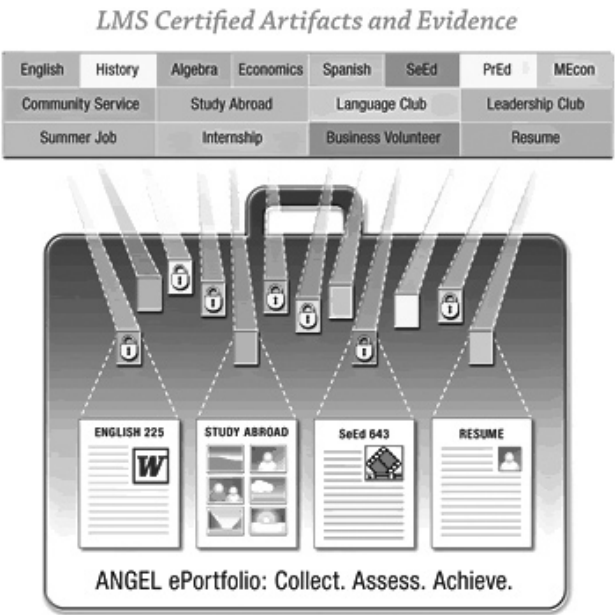 LMS Certified Artifacts and Evidence
English History Algebra Economics Spanish SeEd PrEd MEcon
Community Service Study Abroad Language Club Leadership Club
Summer Job Internship Business Volunteer Resume
ENGLISH 225 STUDY ABROAD SeEd 643 RESUME
W
ANGEL ePortfolio: Collect. Assess. Achieve.